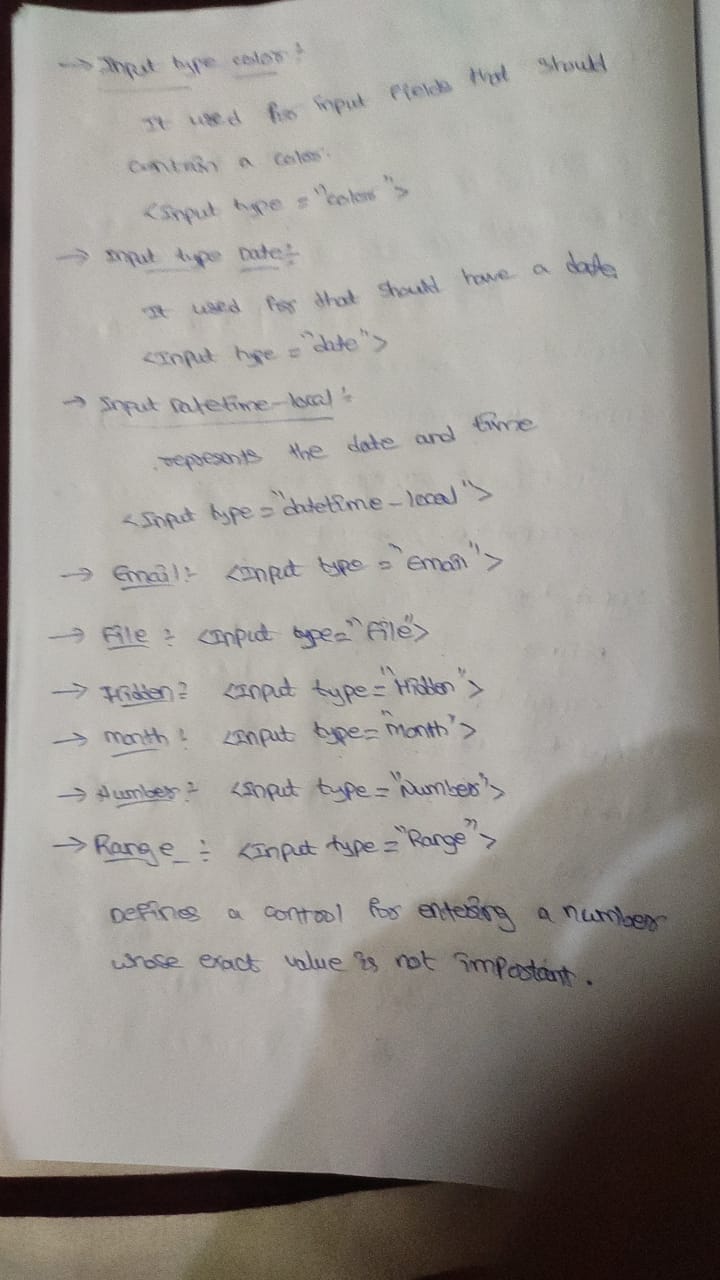 → Input type color :-
It used for input fields that should
contain a color.
<Input type = "color">
→ Input type Date :-
It used for that should have a date
<Input type = "date">
→ Input Datetime-local :-
represents the date and time
<Input type = "datetime-local">
→ Email :- <Input type = "Email">
→ File :- <Input type="File">
→ Hidden :- <Input type = "Hidden">
→ month :- <Input type="month">
→ Number :- <Input type = "Number">
→ Range :- <Input type = "Range">
Defines a control for entering a number
whose exact value is not important.